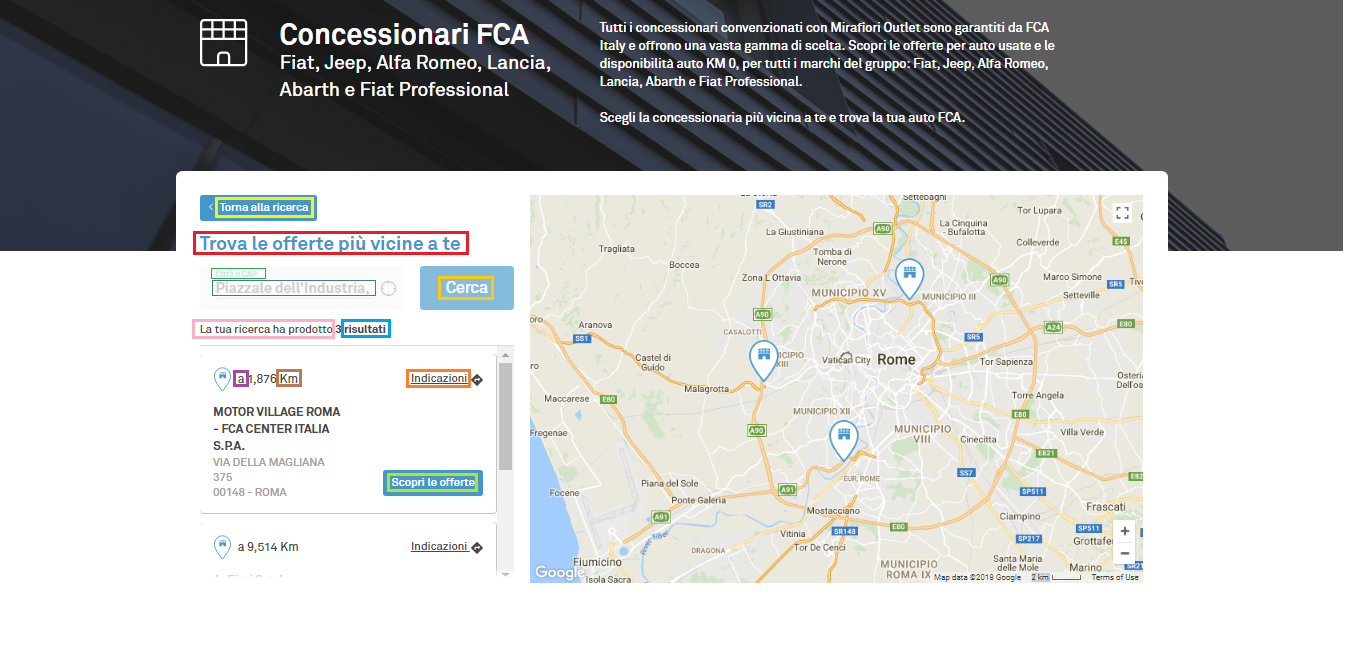 Concessionari FCA
Fiat, Jeep, Alfa Romeo, Lancia,
Abarth e Fiat Professional
Tutti i concessionari convenzionati con Mirafiori Outlet sono garantiti da FCA
Italy e offrono una vasta gamma di scelta. Scopri le offerte per auto usate e le
disponibilità auto KM 0, per tutti i marchi del gruppo: Fiat, Jeep, Alfa Romeo,
Lancia, Abarth e Fiat Professional.
Scegli la concessionaria più vicina a te e trova la tua auto FCA.
Torna alla ricerca
Trova le offerte più vicine a te
Città o CAP
Piazzale dell'Industria,
Cerca
La tua ricerca ha prodotto 3 risultati
a 1,876 Km
Indicazioni
MOTOR VILLAGE ROMA
- FCA CENTER ITALIA
S.P.A.
VIA DELLA MAGLIANA
375
00148 - ROMA
Scopri le offerte
a 9,514 Km
Indicazioni
SR2
Settebagni
Tor Lupara
La Giustiniana
A90
La Cinquina
- Bufalotta
Colleverde
E45
Tragliata
Tomba di
Nerone
Boccea
Zona L Ottavia
A90
Marco Simone
SR5
Setteville
MUNICIPIO XV
MUNICIPIO III
Aranova
A90
A24
E80
SS1
CASALOTTI
SR5
Castel di
Guido
Vatican City
Rome
Tor Sapienza
Malagrotta
Torre Angela
Maccarese
E80
MUNICIPIO XII
E80
Fregenae
A90
MUNICIPIO
VIII
Cinecitta
Villa Verde
E821
SS7
E82
Piana del Sole
EUR, ROME
Focene
Ponte Galeria
A91
SP511
Mostacciano
Frascati
A91
Ciampino
Vitinia
SR148
E80
SP511
SP217
Grottafer
River Tiber
DRAGONA
Tor De Cenci
Fiumicino
Santa Maria
delle Mole
Marino
SR21
MUNICIPIO
ROMA IX
Isola Sacra
Google
Map data ©2018 Google
2 km
Terms of Use